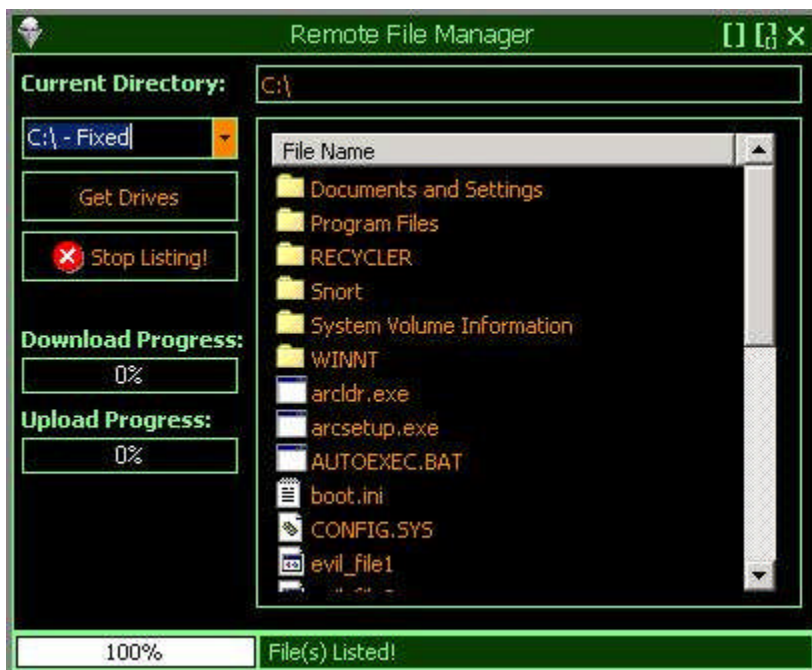 Remote File Manager
Current Directory:
C:\
C:\ - Fixed
Get Drives
Stop Listing!
Download Progress:
0%
Upload Progress:
0%
File Name
Documents and Settings
Program Files
RECYCLER
Snort
System Volume Information
WINNT
arcldr.exe
arcsetup.exe
AUTOEXEC.BAT
boot.ini
CONFIG.SYS
evil_file1
100%
File(s) Listed!